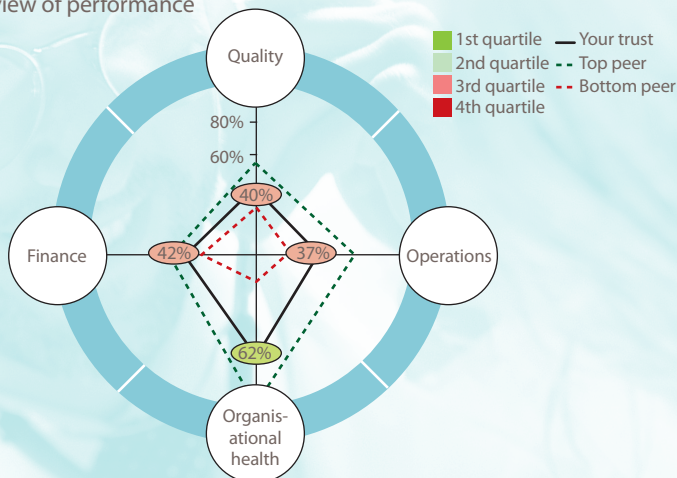 view of performance
Quality
1st quartile
Your trust
2nd quartile
Top peer
3rd quartile
Bottom peer
4th quartile
80%
60%
40%
Finance
42%
37%
Operations
62%
Organis-
ational
health